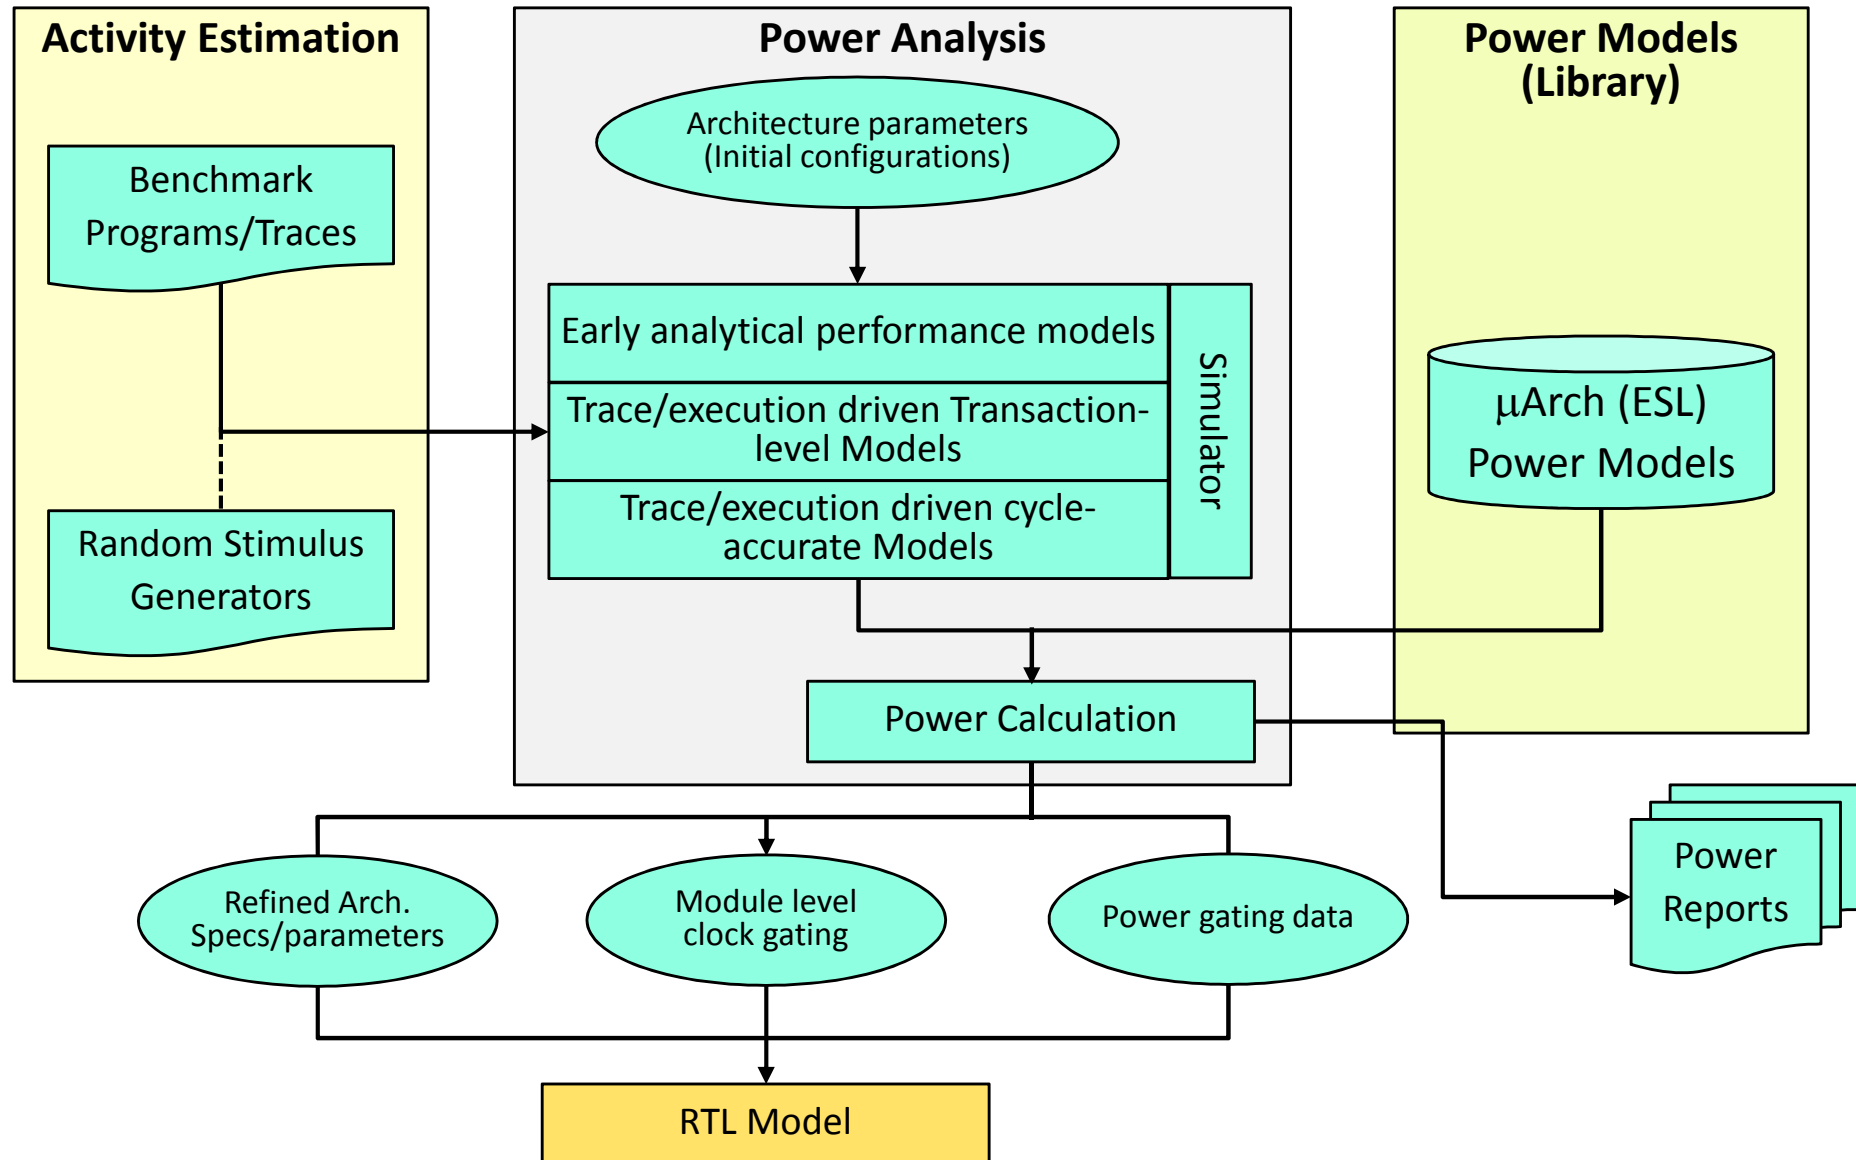 Activity Estimation
Benchmark
Programs/Traces
Random Stimulus
Generators
Power Analysis
Architecture parameters
(Initial configurations)
Early analytical performance models
Trace/execution driven Transaction-
level Models
Trace/execution driven cycle-
accurate Models
Simulator
Power Calculation
Power Models
(Library)
μArch (ESL)
Power Models
Refined Arch.
Specs/parameters
Module level
clock gating
Power gating data
Power
Reports
RTL Model